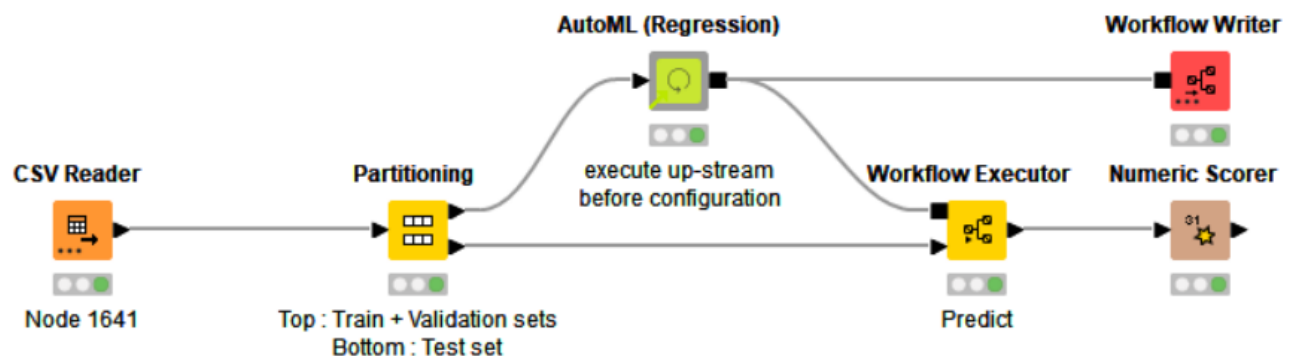 AutoML (Regression)
Workflow Writer
execute up-stream
before configuration
CSV Reader
Partitioning
Workflow Executor
Numeric Scorer
31
Node 1641
Top : Train + Validation sets
Bottom : Test set
Predict